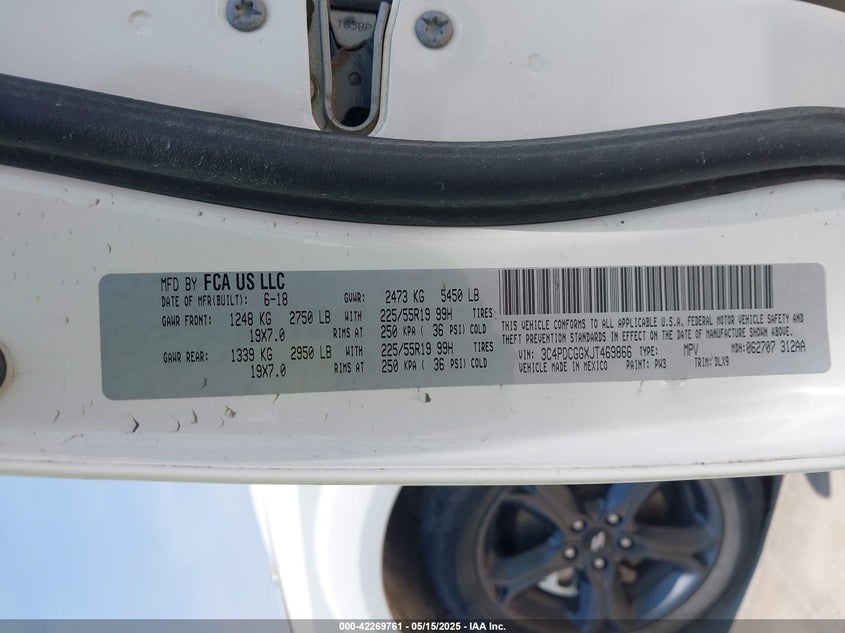 1658P
MFD BY FCA US LLC
DATE OF MFR(BUILT): 6-18 GVWR: 2473 KG 5450 LB
GAWR FRONT: 1248 KG 2750 LB WITH 225/55R19 99H TIRES
19X7.0 RIMS AT 250 KPA ( 36 PSI) COLD
GAWR REAR: 1339 KG 2950 LB WITH 225/55R19 99H TIRES
19X7.0 RIMS AT 250 KPA ( 36 PSI) COLD
THIS VEHICLE CONFORMS TO ALL APPLICABLE U.S.A. FEDERAL MOTOR VEHICLE SAFETY AND
THEFT PREVENTION STANDARDS IN EFFECT ON THE DATE OF MANUFACTURE SHOWN ABOVE.
VIN: 3C4PDCGGXJT469866 TYPE: MPV MDH: 062707 312AA
VEHICLE MADE IN MEXICO PAINT: PW3 TRIM: DLX9
000-42269761 - 05/15/2025 - IAA Inc.